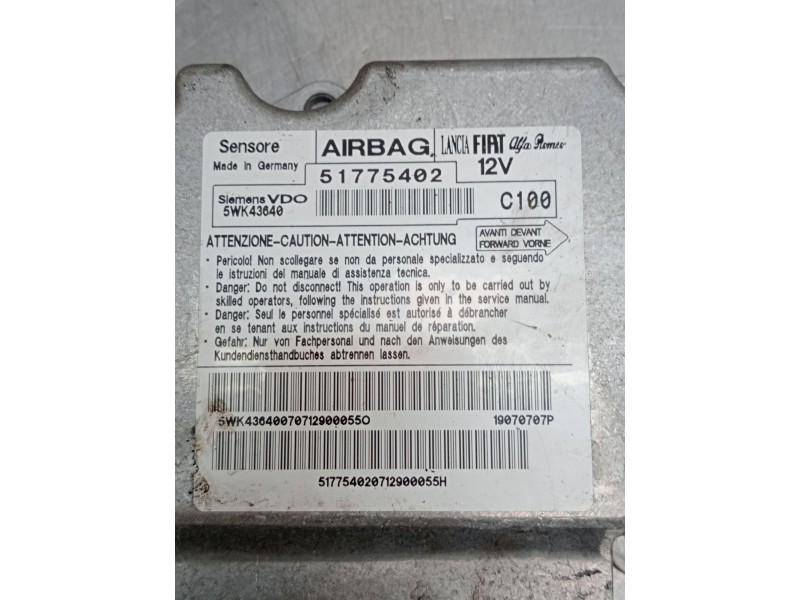 Sensore AIRBAG LANCIA FIAT Alfa Romeo
Made in Germany 51775402 12V
Siemens VDO
5WK43640 C100
ATTENZIONE-CAUTION-ATTENTION-ACHTUNG
AVANTI DEVANT
FORWARD VORNE
• Pericolo! Non scollegare se non da personale specializzato e seguendo
le istruzioni del manuale di assistenza tecnica.
• Danger: Do not disconnect! This operation is only to be carried out by
skilled operators, following the instructions given in the service manual.
• Danger: Seul le personnel spécialisé est autorisé à débrancher
en se tenant aux instructions du manuel de réparation.
• Gefahr: Nur von Fachpersonal und nach den Anweisungen des
Kundendiensthandbuches abtrennen lassen.
5WK43640070712900055O 19070707P
517754020712900055H